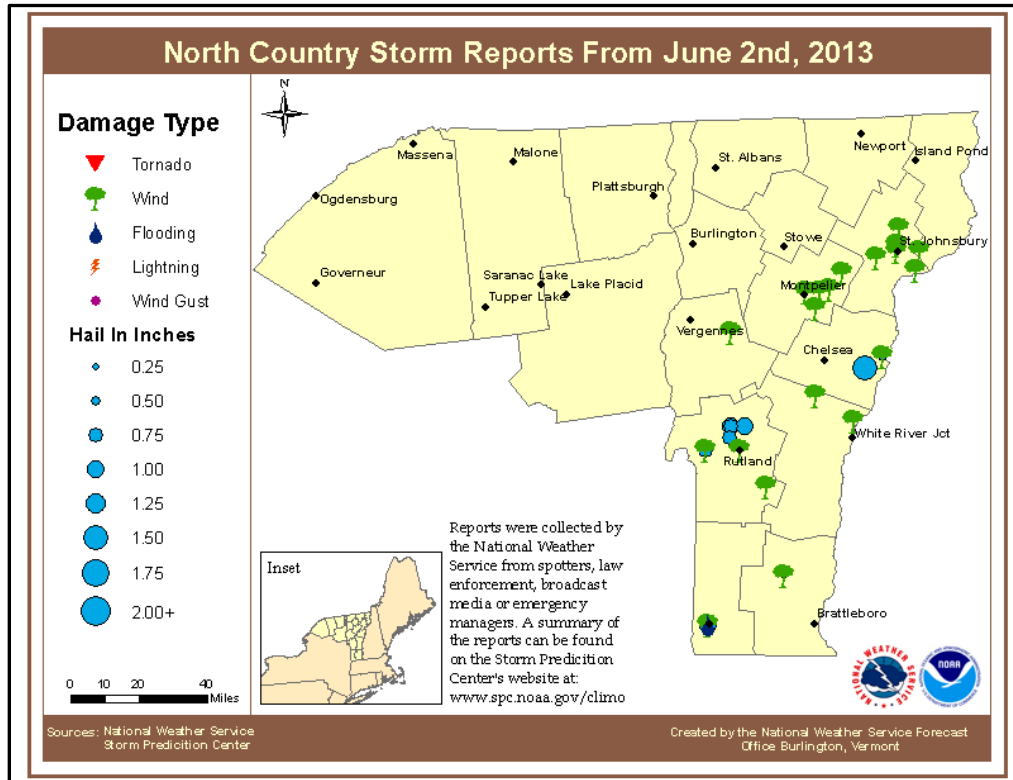 North Country Storm Reports From June 2nd, 2013
N
Damage Type
Tornado
Wind
Flooding
Lightning
Wind Gust
Hail In Inches
0.25
0.50
0.75
1.00
1.25
1.50
1.75
2.00+
0 10 20 40
Miles
Massena
Malone
Ogdensburg
Plattsburgh
St. Albans
Newport
Island Pond
Burlington
Stowe
St. Johnsbury
Governeur
Saranac Lake
Lake Placid
Tupper Lake
Montpelier
Vergennes
Chelsea
White River Jct
Rutland
Brattleboro
Inset
Reports were collected by
the National Weather
Service from spotters, law
enforcement, broadcast
media or emergency
managers. A summary of
the reports can be found
on the Storm Predicition
Center's website at:
www.spc.noaa.gov/climo
NATIONAL WEATHER SERVICE
NOAA
Sources: National Weather Service
Storm Predicition Center
Created by the National Weather Service Forecast
Office Burlington, Vermont